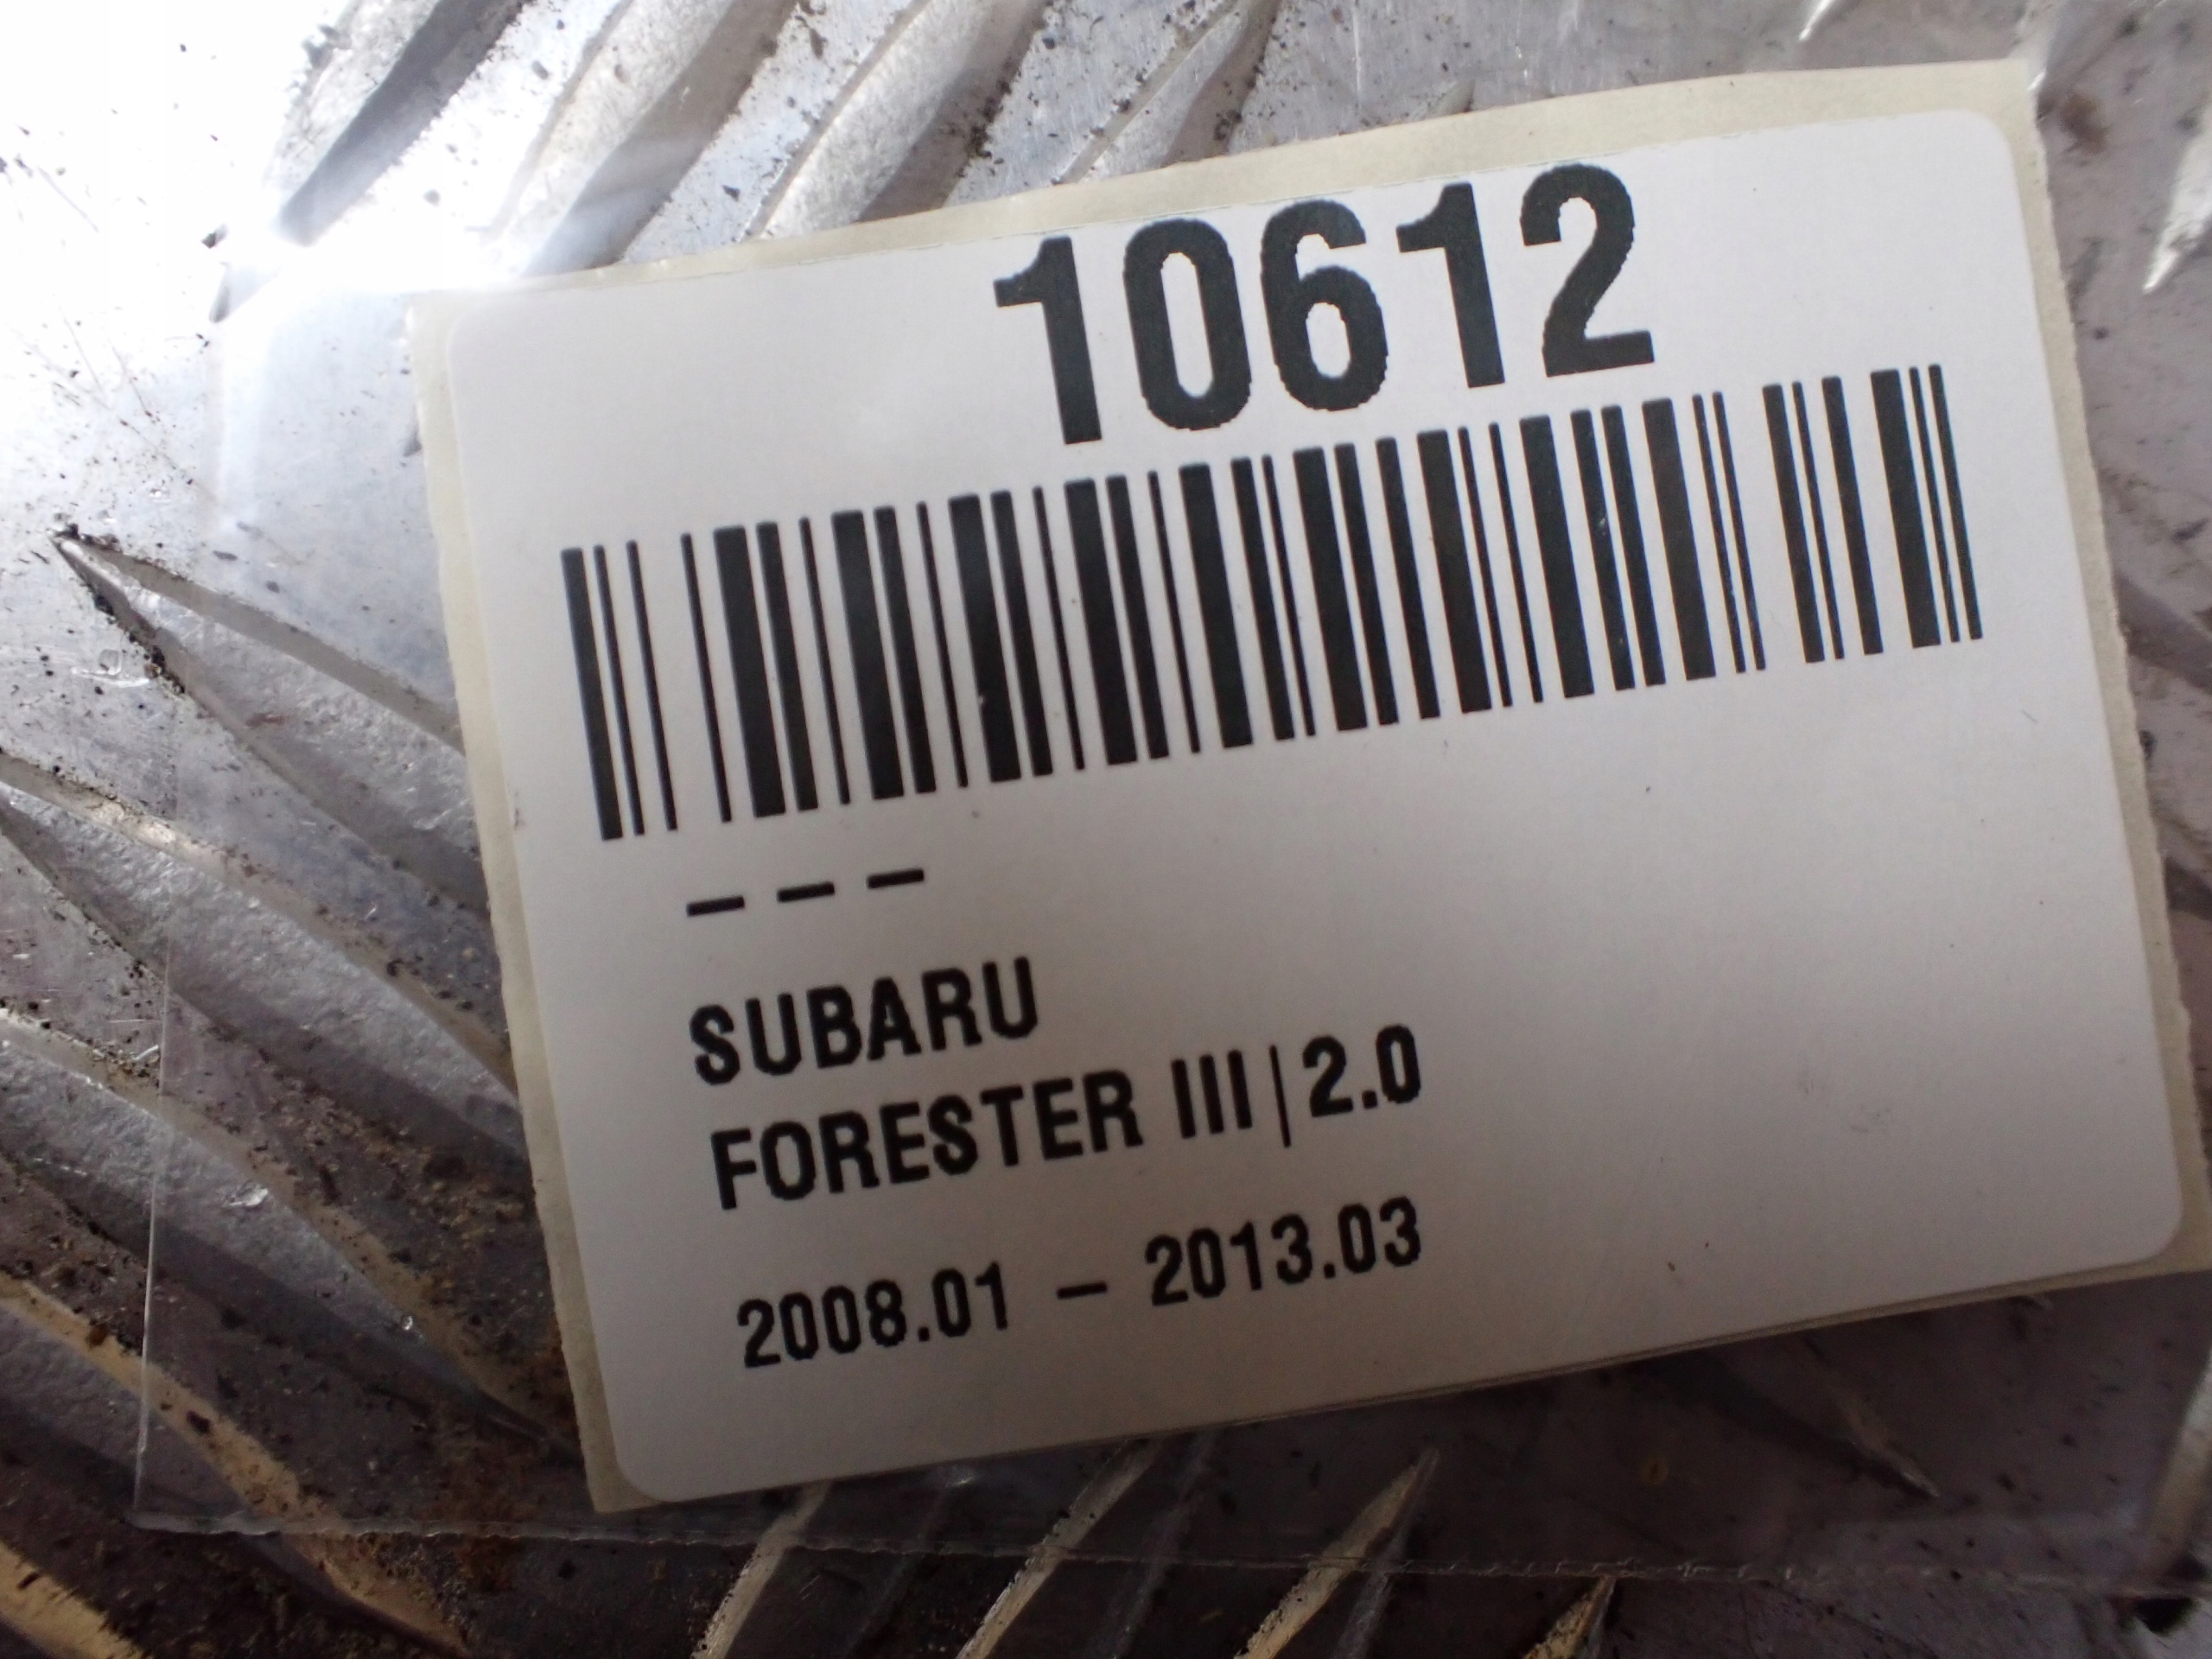 10612
– – –
SUBARU
FORESTER III|2.0
2008.01 – 2013.03